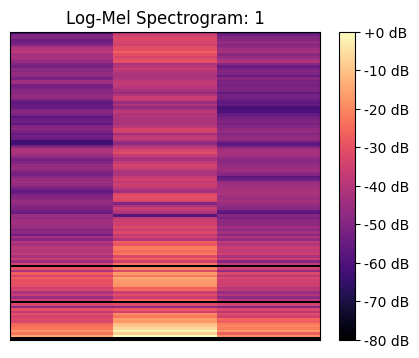 Log-Mel Spectrogram: 1
+0 dB
-10 dB
-20 dB
-30 dB
-40 dB
-50 dB
-60 dB
-70 dB
-80 dB